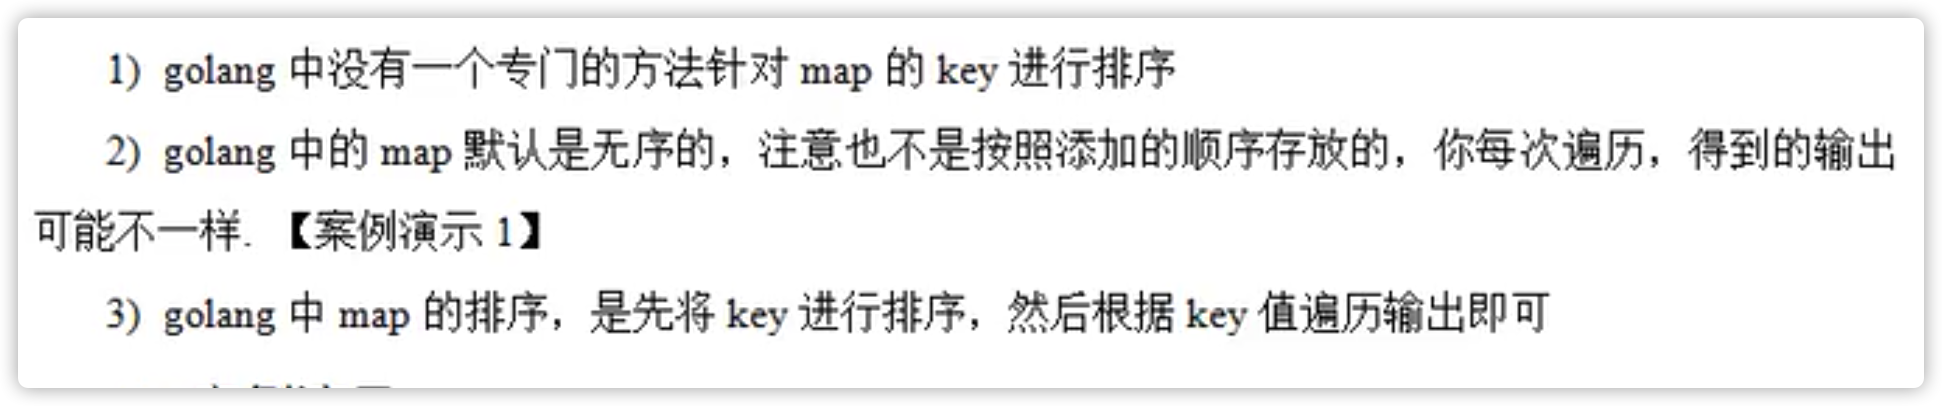 1) golang 中没有一个专门的方法针对 map 的 key 进行排序
2) golang 中的 map 默认是无序的，注意也不是按照添加的顺序存放的，你每次遍历，得到的输出
可能不一样. 【案例演示 1】
3) golang 中 map 的排序，是先将 key 进行排序，然后根据 key 值遍历输出即可